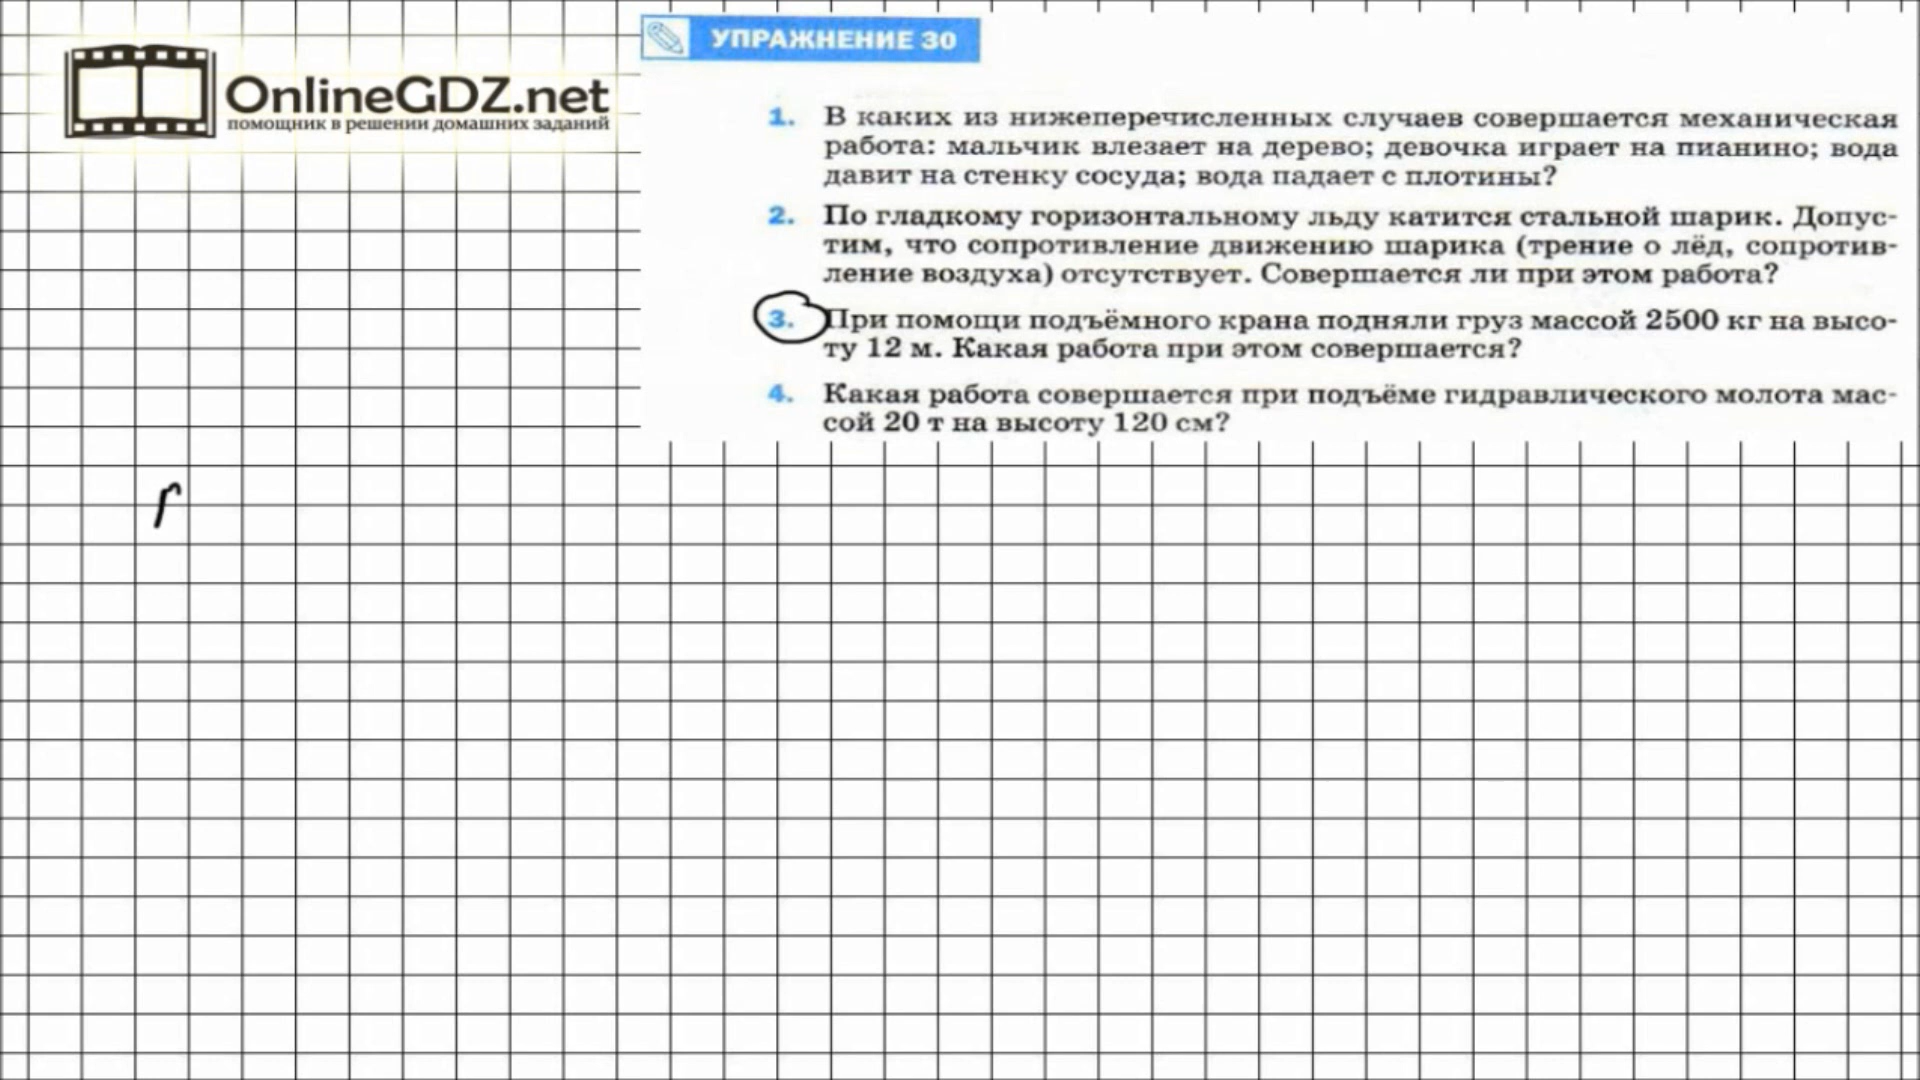 OnlineGDZ.net
помощник в решении домашних заданий
УПРАЖНЕНИЕ 30
1. В каких из нижеперечисленных случаев совершается механическая
работа: мальчик влезает на дерево; девочка играет на пианино; вода
давит на стенку сосуда; вода падает с плотины?
2. По гладкому горизонтальному льду катится стальной шарик. Допус-
тим, что сопротивление движению шарика (трение о лёд, сопротив-
ление воздуха) отсутствует. Совершается ли при этом работа?
3. При помощи подъёмного крана подняли груз массой 2500 кг на высо-
ту 12 м. Какая работа при этом совершается?
4. Какая работа совершается при подъёме гидравлического молота мас-
сой 20 т на высоту 120 см?